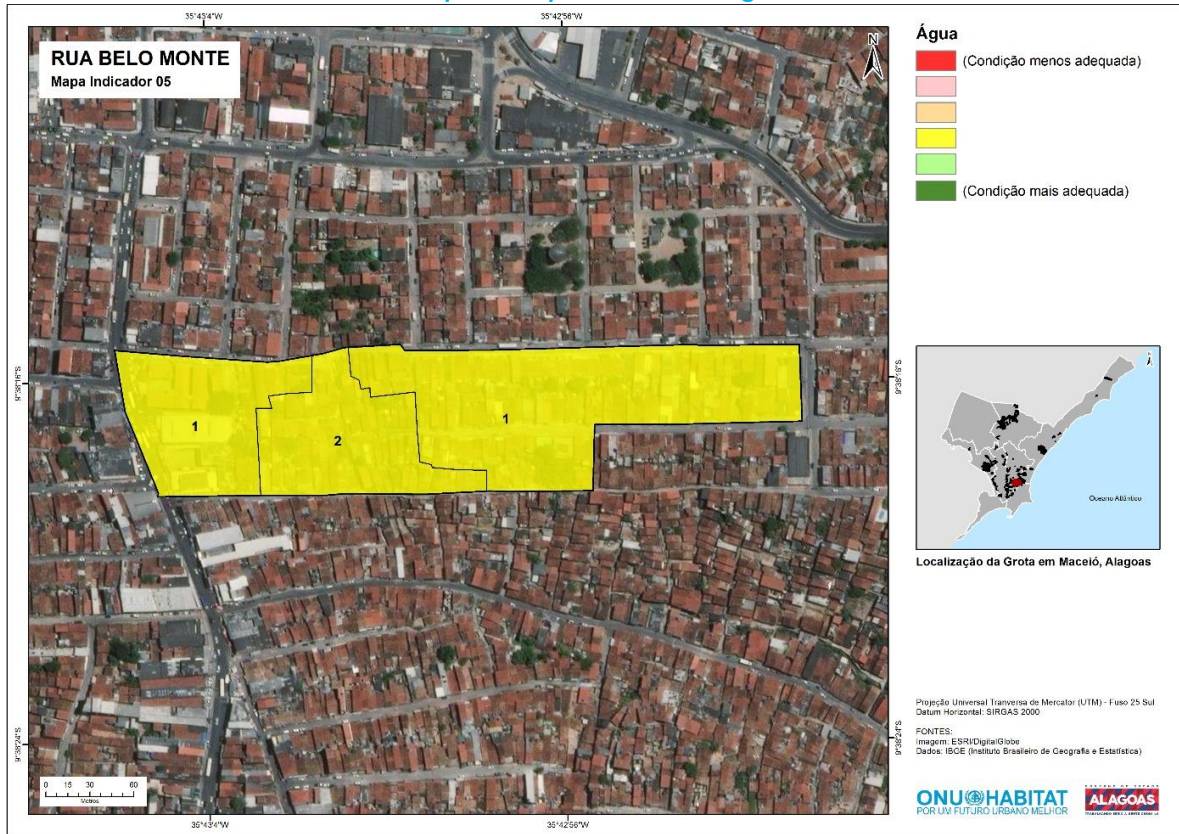 35°43'4"W
35°42'56"W
RUA BELO MONTE
Mapa Indicador 05
N
Água
(Condição menos adequada)
(Condição mais adequada)
9°38'16"S
9°38'16"S
1
2
1
Oceano Atlântico
Localização da Grota em Maceió, Alagoas
9°38'24"S
9°38'24"S
0 15 30 60
Metros
Projeção Universal Tranversa de Mercator (UTM) - Fuso 25 Sul
Datum Horizontal: SIRGAS 2000
FONTES:
Imagem: ESRI/DigitalGlobe
Dados: IBGE (Instituto Brasileiro de Geografia e Estatística)
ONU HABITAT
POR UM FUTURO URBANO MELHOR
ALAGOAS
35°43'4"W
35°42'56"W